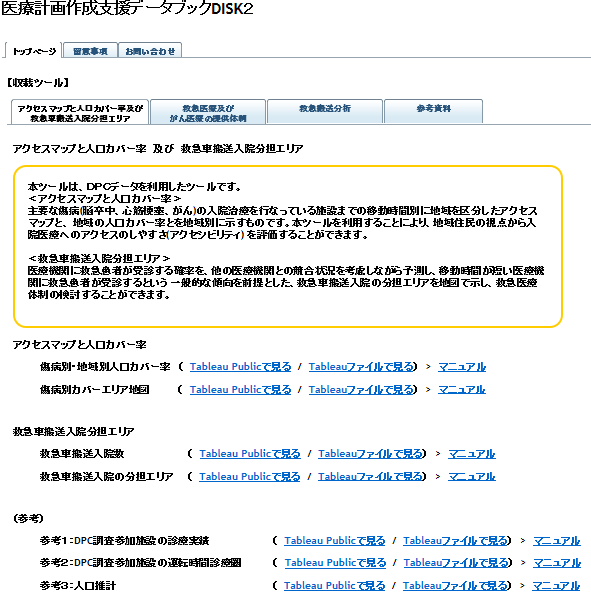 医療計画作成支援データブックDISK2
トップページ 留意事項 お問い合わせ
【収載ツール】
アクセスマップと人口カバー率及び
救急車搬送入院分担エリア
救急医療及び
がん医療の提供体制
救急搬送分析
参考資料
アクセスマップと人口カバー率 及び 救急車搬送入院分担エリア
本ツールは、DPCデータを利用したツールです。
＜アクセスマップと人口カバー率＞
主要な傷病(脳卒中、心筋梗塞、がん)の入院治療を行なっている施設までの移動時間別に地域を区分したアクセス
マップと、地域の人口カバー率とを地域別に示すものです。本ツールを利用することにより、地域住民の視点から入
院医療へのアクセスのしやすさ(アクセシビリティ)を評価することができます。
＜救急車搬送入院分担エリア＞
医療機関に救急患者が受診する確率を、他の医療機関との競合状況を考慮しながら予測し、移動時間が短い医療機
関に救急患者が受診するという一般的な傾向を前提とした、救急車搬送入院の分担エリアを地図で示し、救急医療
体制の検討することができます。
アクセスマップと人口カバー率
傷病別・地域別人口カバー率 ( Tableau Publicで見る / Tableauファイルで見る) > マニュアル
傷病別カバーエリア地図 ( Tableau Publicで見る / Tableauファイルで見る) > マニュアル
救急車搬送入院分担エリア
救急車搬送入院数 ( Tableau Publicで見る / Tableauファイルで見る) > マニュアル
救急車搬送入院の分担エリア ( Tableau Publicで見る / Tableauファイルで見る) > マニュアル
(参考)
参考1：DPC調査参加施設の診療実績 ( Tableau Publicで見る / Tableauファイルで見る) > マニュアル
参考2：DPC調査参加施設の運転時間診療圏 ( Tableau Publicで見る / Tableauファイルで見る) > マニュアル
参考3：人口推計 ( Tableau Publicで見る / Tableauファイルで見る) > マニュアル